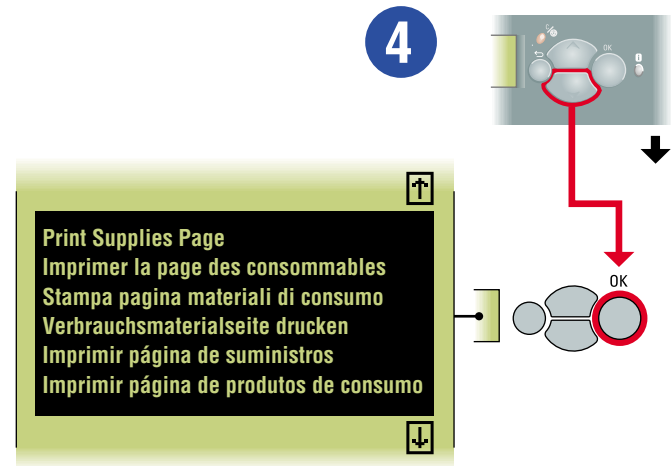 4
OK
Print Supplies Page
Imprimer la page des consommables
Stampa pagina materiali di consumo
Verbrauchsmaterialseite drucken
Imprimir página de suministros
Imprimir página de produtos de consumo
OK